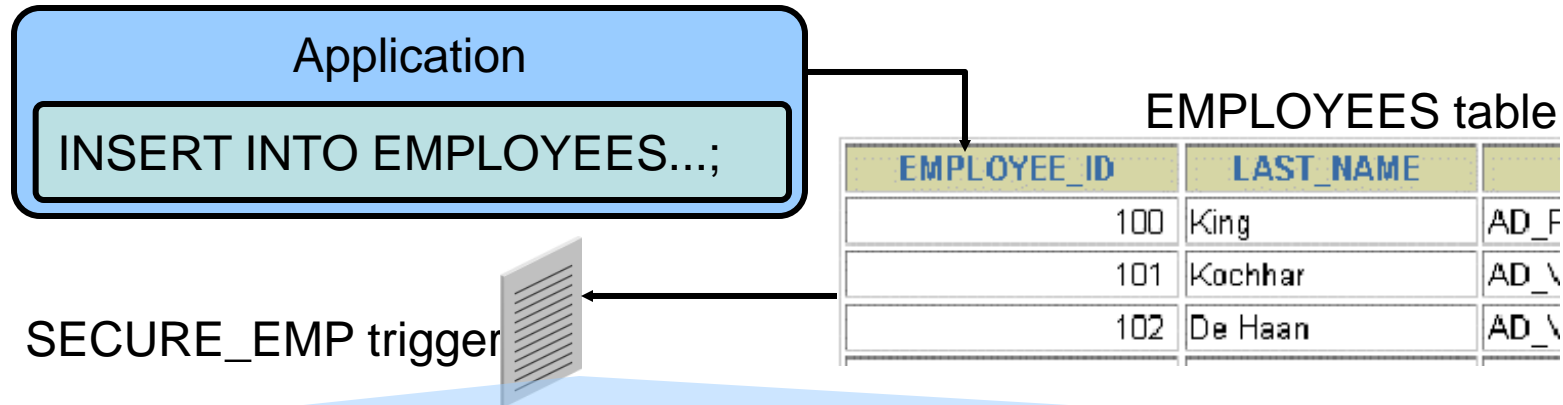 Application
INSERT INTO EMPLOYEES...;
EMPLOYEES table
EMPLOYEE_ID LAST_NAME
100 King
101 Kochhar
102 De Haan
SECURE_EMP trigger